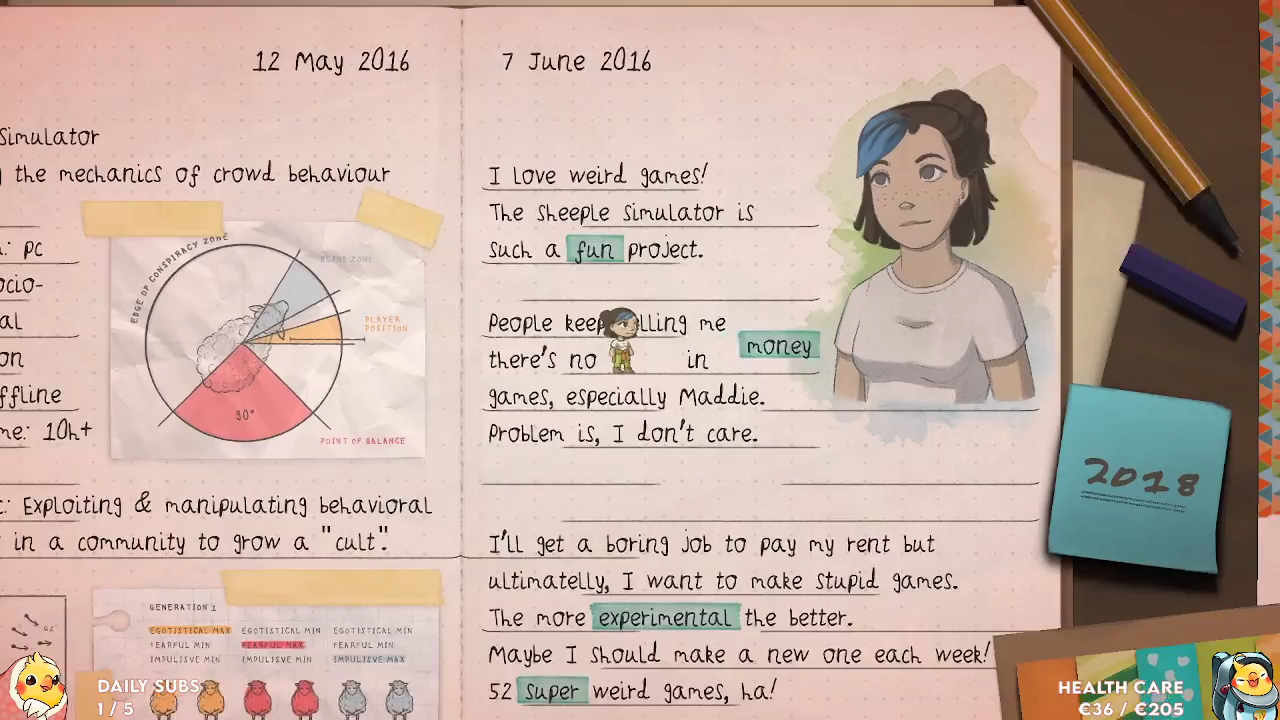 12 May 2016
Simulator
the mechanics of crowd behaviour
: pc
ocio-
al
on
ffline
me: 10h+
EDGE OF CONSPIRACY ZONE
BLIND ZONE
PLAYER
POSITION
90°
POINT OF BALANCE
c: Exploiting & manipulating behavioral
in a community to grow a "cult".
GENERATION 1
EGOTISTICAL MAX EGOTISTICAL MIN EGOTISTICAL MIN
FEARFUL MIN FEARFUL MAX FEARFUL MIN
IMPULISVE MIN IMPULSIVE MIN IMPULSIVE MAX
DAILY SUBS
1 / 5
7 June 2016
I love weird games!
The sheeple simulator is
such a fun project.
People keep lling me
there's no in money
games, especially Maddie.
Problem is, I don't care.
I'll get a boring job to pay my rent but
ultimatelly, I want to make stupid games.
The more experimental the better.
Maybe I should make a new one each week!
52 super weird games, ha!
2018
HEALTH CARE
€36 / €205